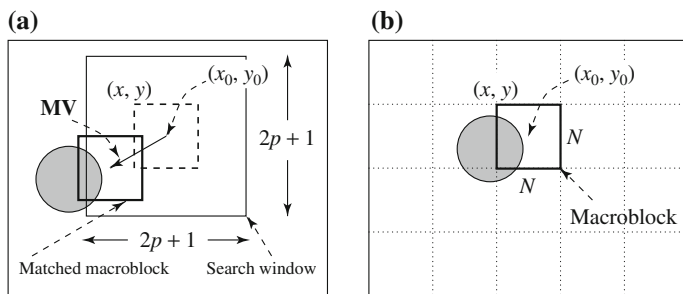 (a)
(x, y)
(x₀, y₀)
MV
2p + 1
2p + 1
Matched macroblock
Search window
(b)
(x, y)
(x₀, y₀)
N
N
Macroblock